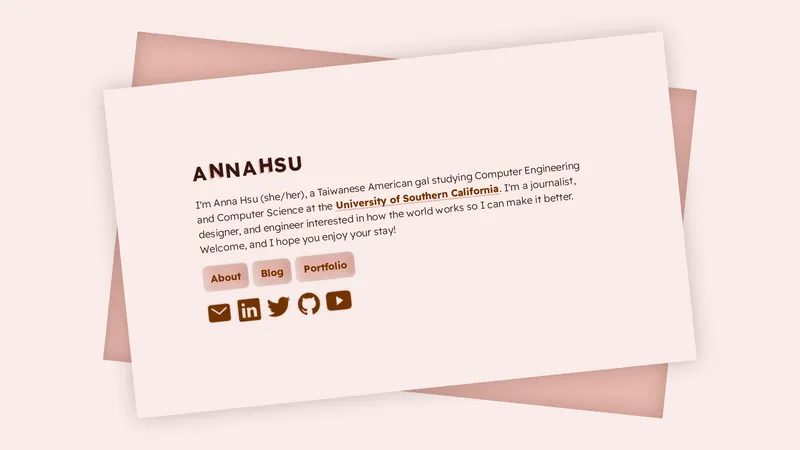 ANNAHSU
I'm Anna Hsu (she/her), a Taiwanese American gal studying Computer Engineering
and Computer Science at the University of Southern California. I'm a journalist,
designer, and engineer interested in how the world works so I can make it better.
Welcome, and I hope you enjoy your stay!
About Blog Portfolio